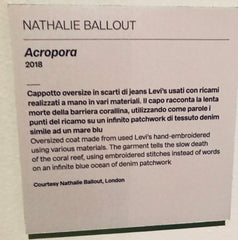 NATHALIE BALLOUT
Acropora
2018
Cappotto oversize in scarti di jeans Levi's usati con ricami
realizzati a mano in vari materiali. Il capo racconta la lenta
morte della barriera corallina, utilizzando come parole i
punti del ricamo su un infinito patchwork di tessuto denim
simile ad un mare blu
Oversized coat made from used Levi's hand-embroidered
using various materials. The garment tells the slow death
of the coral reef, using embroidered stitches instead of words
on an infinite blue ocean of denim patchwork
Courtesy Nathalie Ballout, London